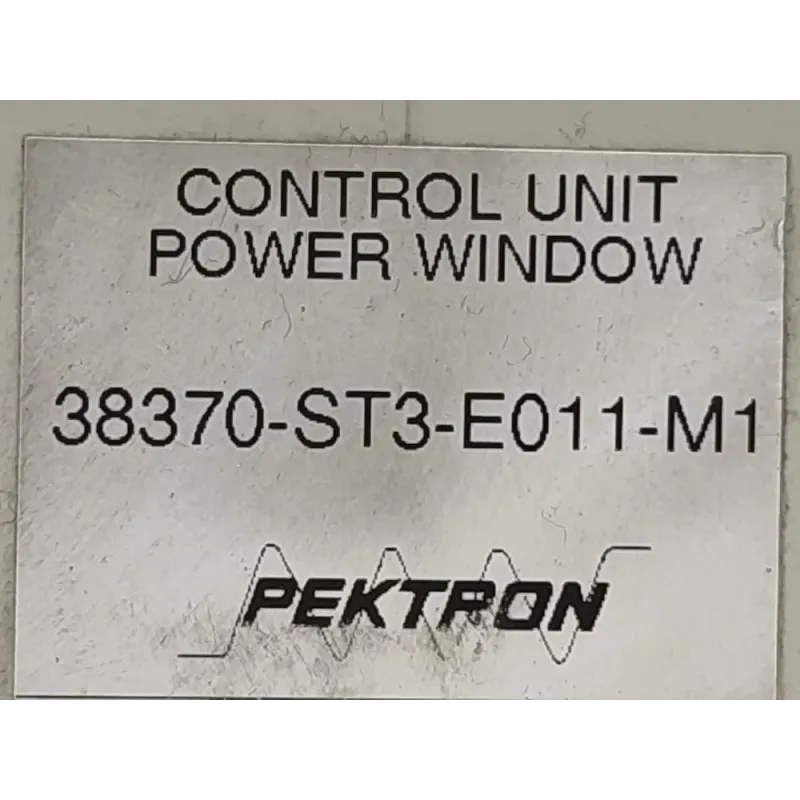 CONTROL UNIT
POWER WINDOW
38370-ST3-E011-M1
PEKTRON